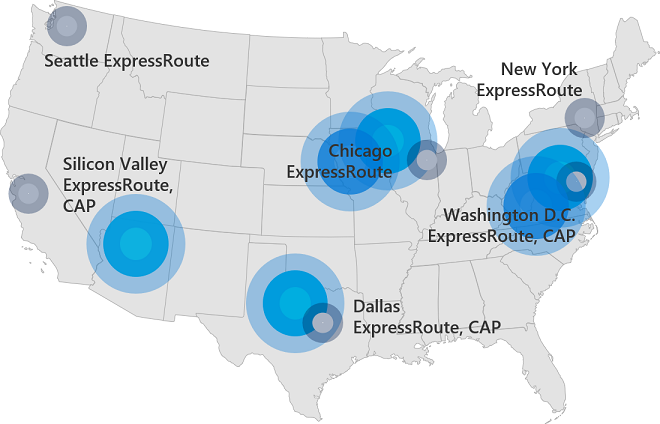 Seattle ExpressRoute
New York
ExpressRoute
Chicago
ExpressRoute
Silicon Valley
ExpressRoute,
CAP
Washington D.C.
ExpressRoute, CAP
Dallas
ExpressRoute, CAP